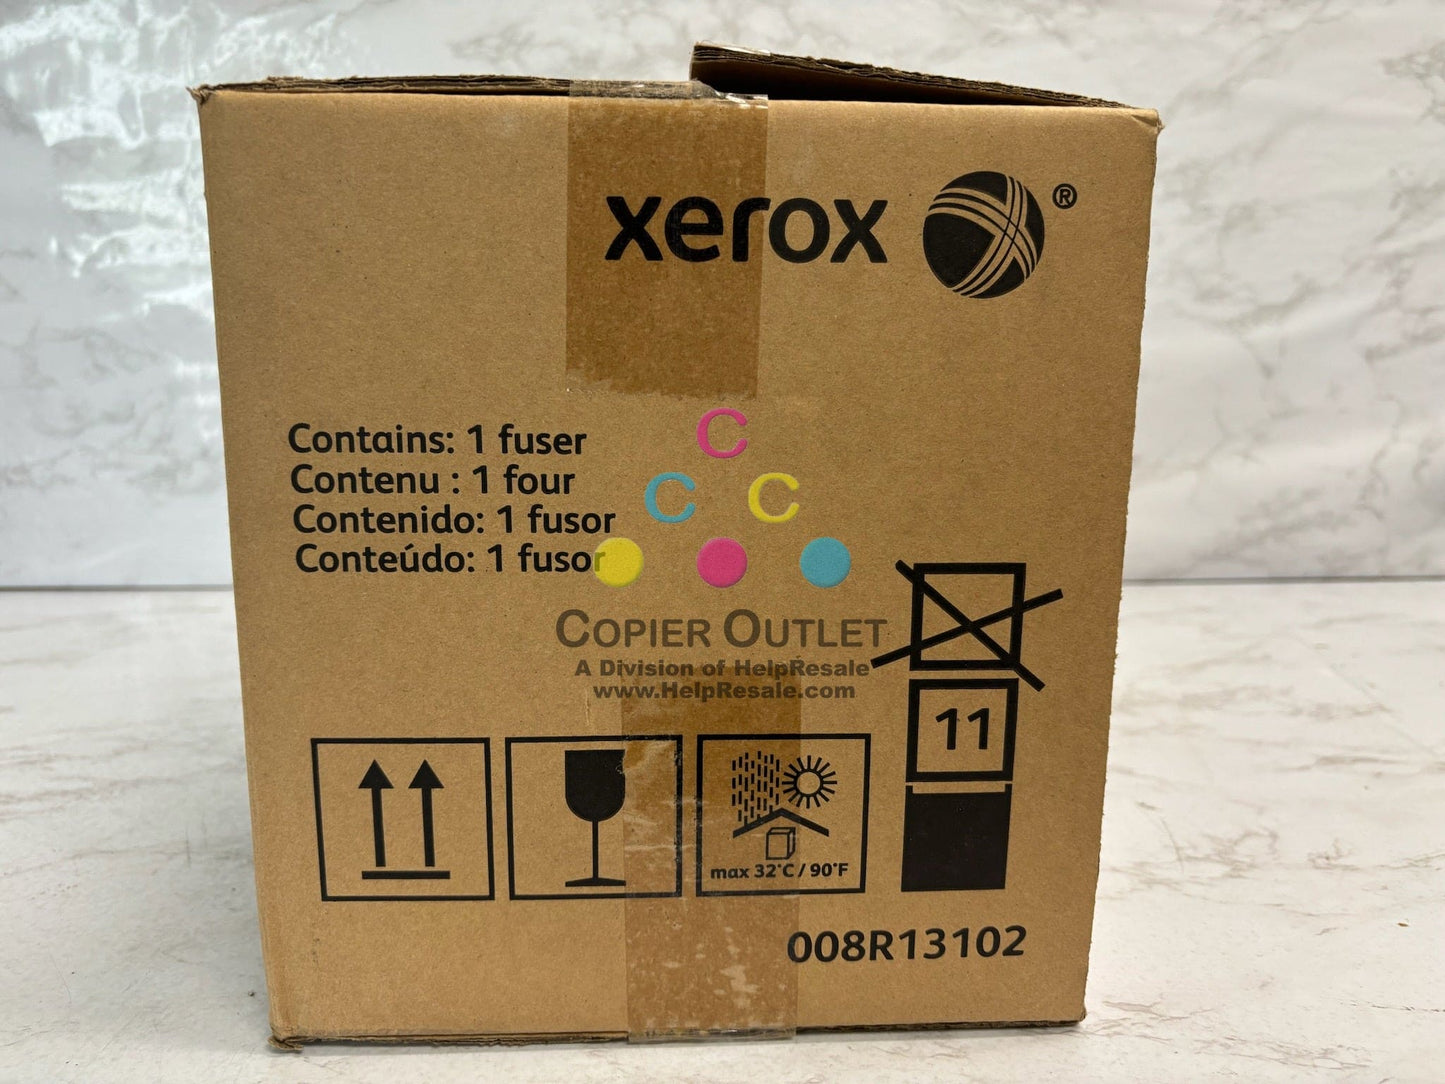 xerox ®
Contains: 1 fuser
Contenu : 1 four
Contenido: 1 fusor
Conteúdo: 1 fusor
C
C C
COPIER OUTLET
A Division of HelpResale
www.HelpResale.com
11
max 32°C / 90°F
008R13102